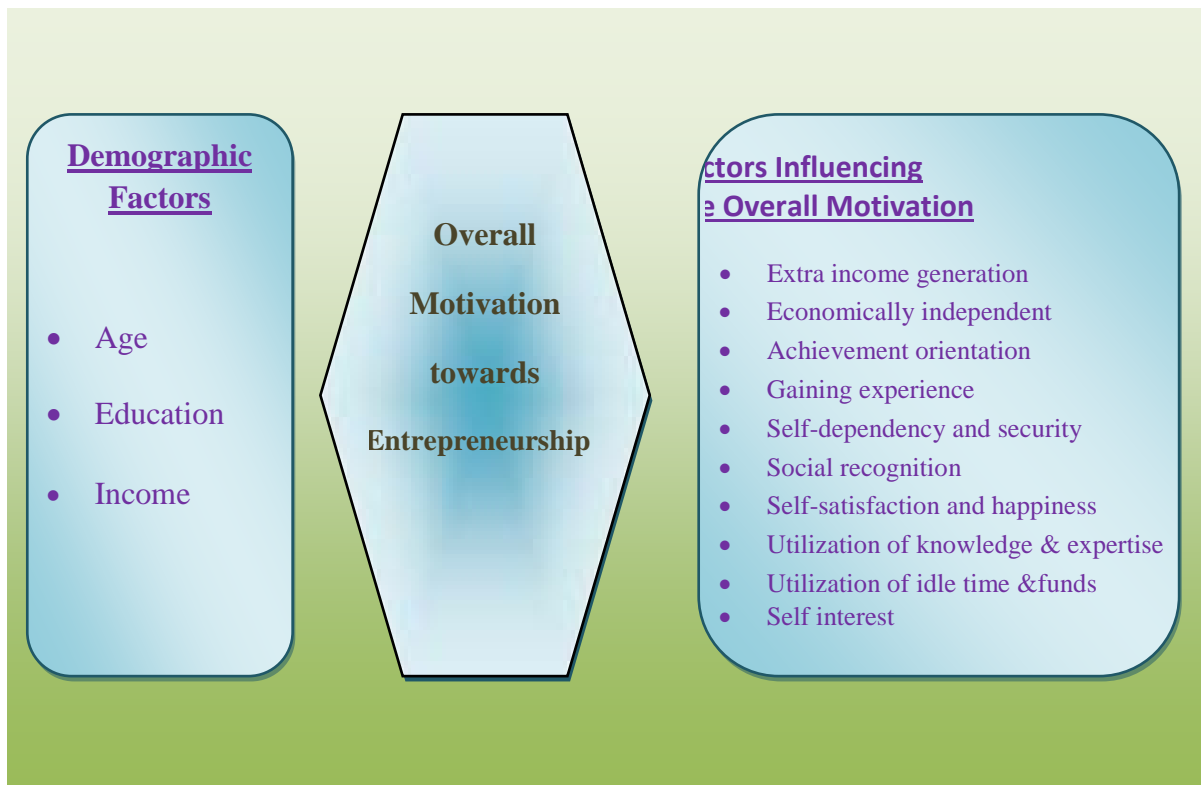 Demographic
Factors
• Age
• Education
• Income
Overall
Motivation
towards
Entrepreneurship
ctors Influencing
e Overall Motivation
• Extra income generation
• Economically independent
• Achievement orientation
• Gaining experience
• Self-dependency and security
• Social recognition
• Self-satisfaction and happiness
• Utilization of knowledge & expertise
• Utilization of idle time &funds
• Self interest